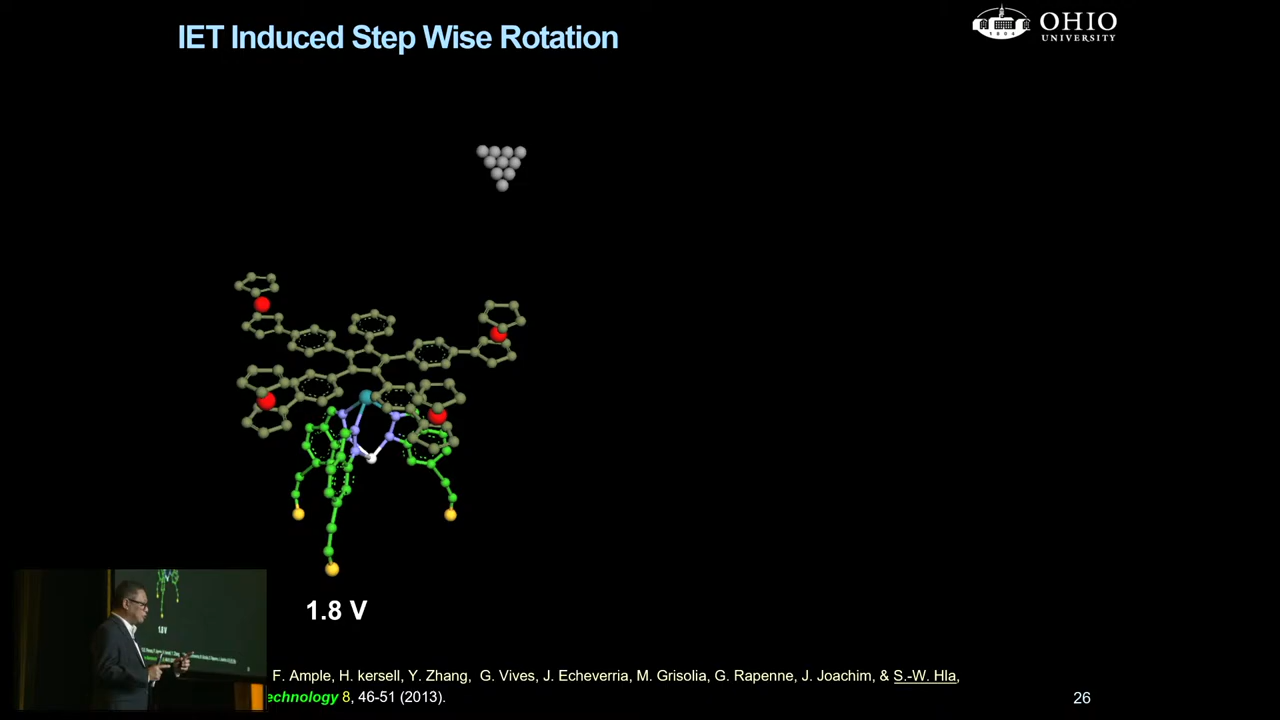 IET Induced Step Wise Rotation
OHIO
UNIVERSITY
1804
1.8 V
F. Ample, H. kersell, Y. Zhang, G. Vives, J. Echeverria, M. Grisolia, G. Rapenne, J. Joachim, & S.-W. Hla,
echnology 8, 46-51 (2013).
26